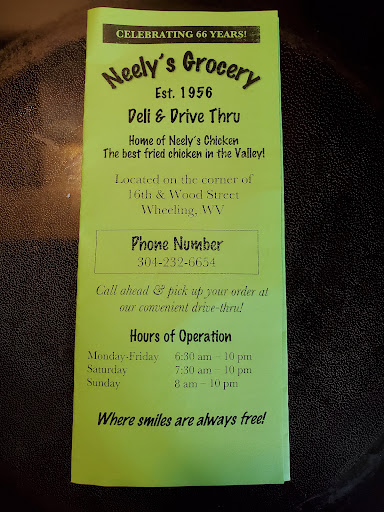 CELEBRATING 66 YEARS!
Neely's Grocery
Est. 1956
Deli & Drive Thru
Home of Neely's Chicken
The best fried chicken in the Valley!
Located on the corner of
16th & Wood Street
Wheeling, WV
Phone Number
304-232-6654
Call ahead & pick up your order at
our convenient drive-thru!
Hours of Operation
Monday-Friday 6:30 am – 10 pm
Saturday 7:30 am – 10 pm
Sunday 8 am – 10 pm
Where smiles are always free!